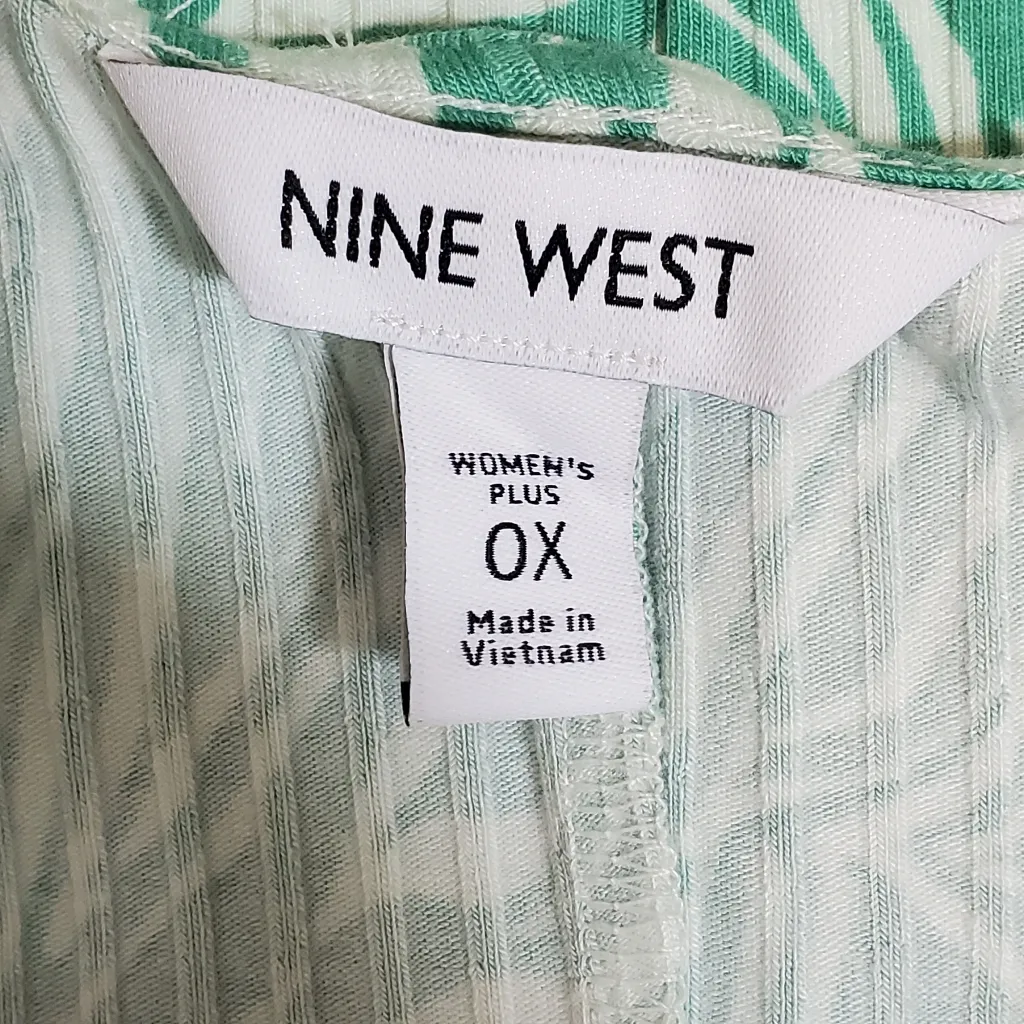 NINE WEST
WOMEN'S
PLUS
0X
Made in
Vietnam